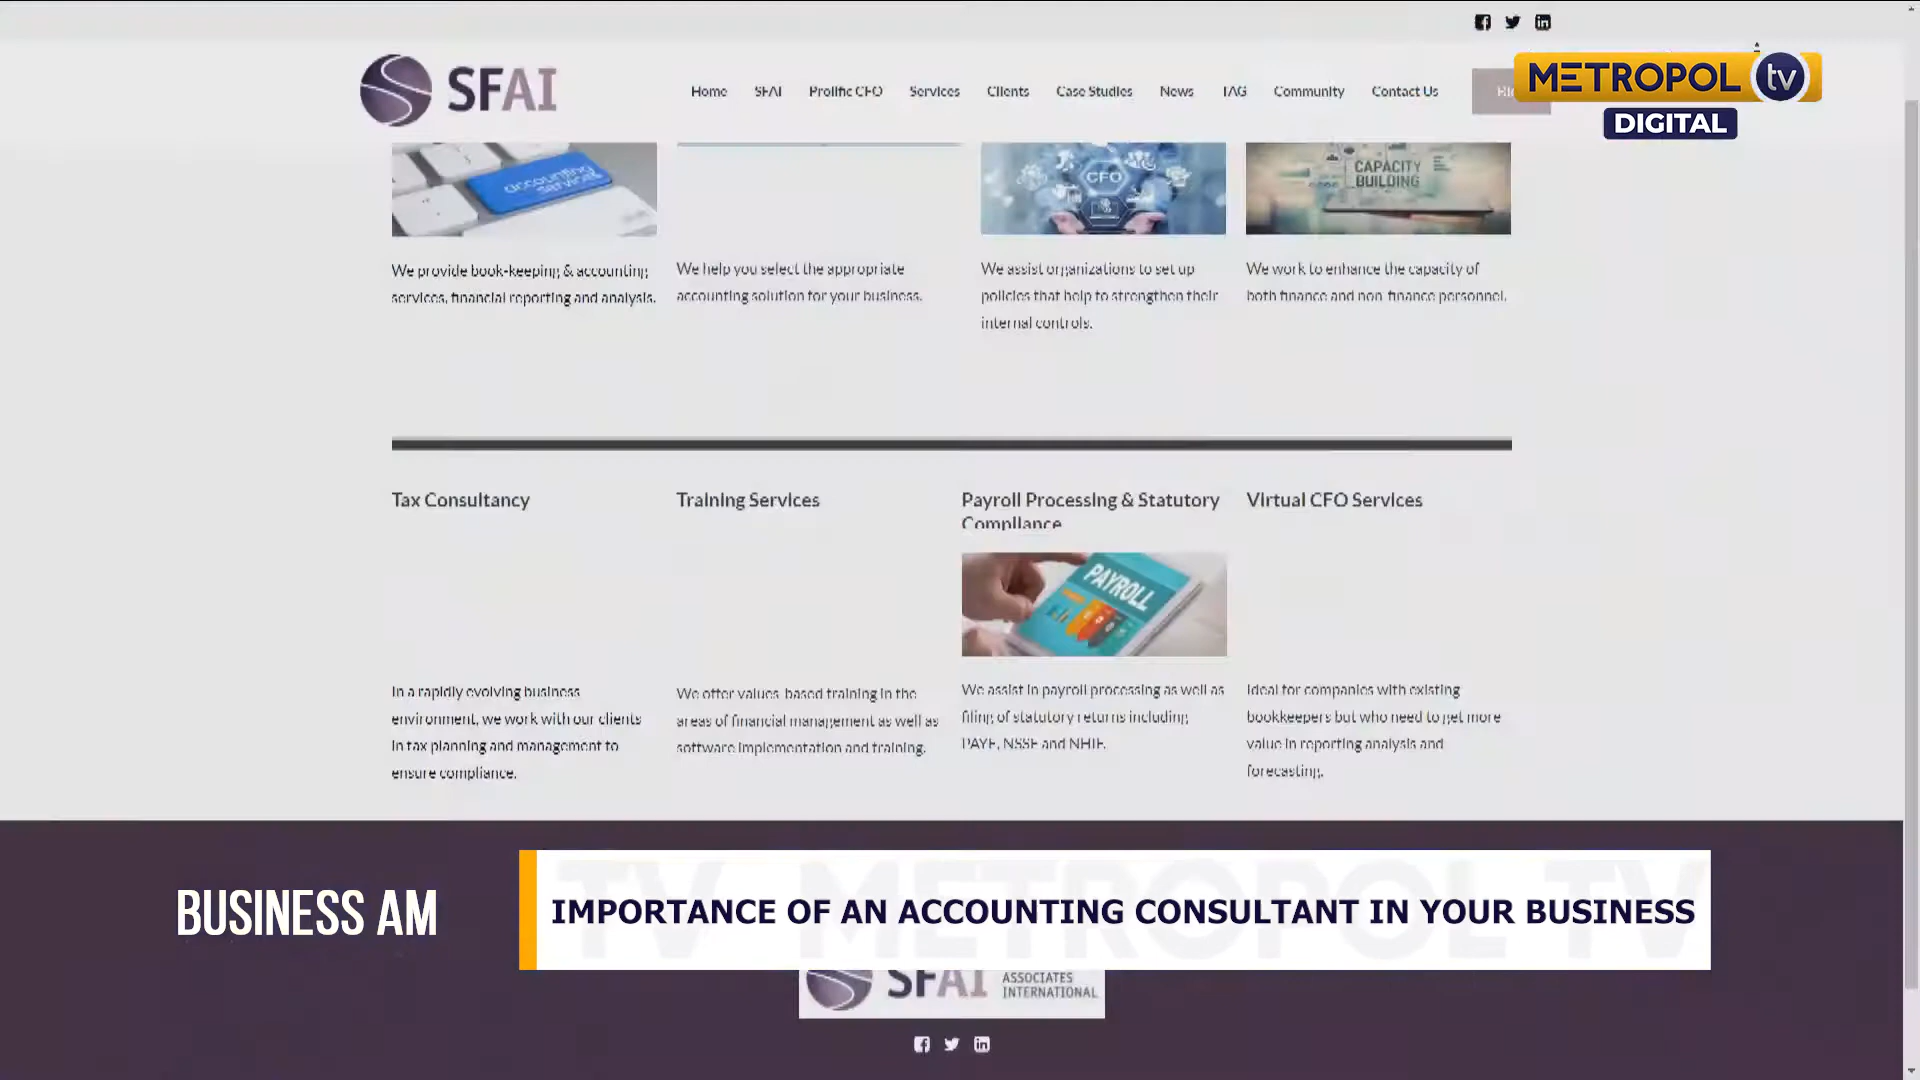 SFAI
Home SFAI Prolific CFO Services Clients Case Studies News TAG Community Contact Us
METROPOL tv
DIGITAL
accounting services
CFO
CAPACITY
BUILDING
We provide book-keeping & accounting
services, financial reporting and analysis.
We help you select the appropriate
accounting solution for your business.
We assist organizations to set up
policies that help to strengthen their
internal controls.
We work to enhance the capacity of
both finance and non-finance personnel.
Tax Consultancy
Training Services
Payroll Processing & Statutory
Compliance
Virtual CFO Services
PAYROLL
In a rapidly evolving business
environment, we work with our clients
in tax planning and management to
ensure compliance.
We offer values-based training in the
areas of financial management as well as
software implementation and training.
We assist in payroll processing as well as
filing of statutory returns including
PAYE, NSSF and NHIF.
Ideal for companies with existing
bookkeepers but who need to get more
value in reporting analysis and
forecasting.
BUSINESS AM
IMPORTANCE OF AN ACCOUNTING CONSULTANT IN YOUR BUSINESS
TV METROPOL TV
SFAI
ASSOCIATES
INTERNATIONAL